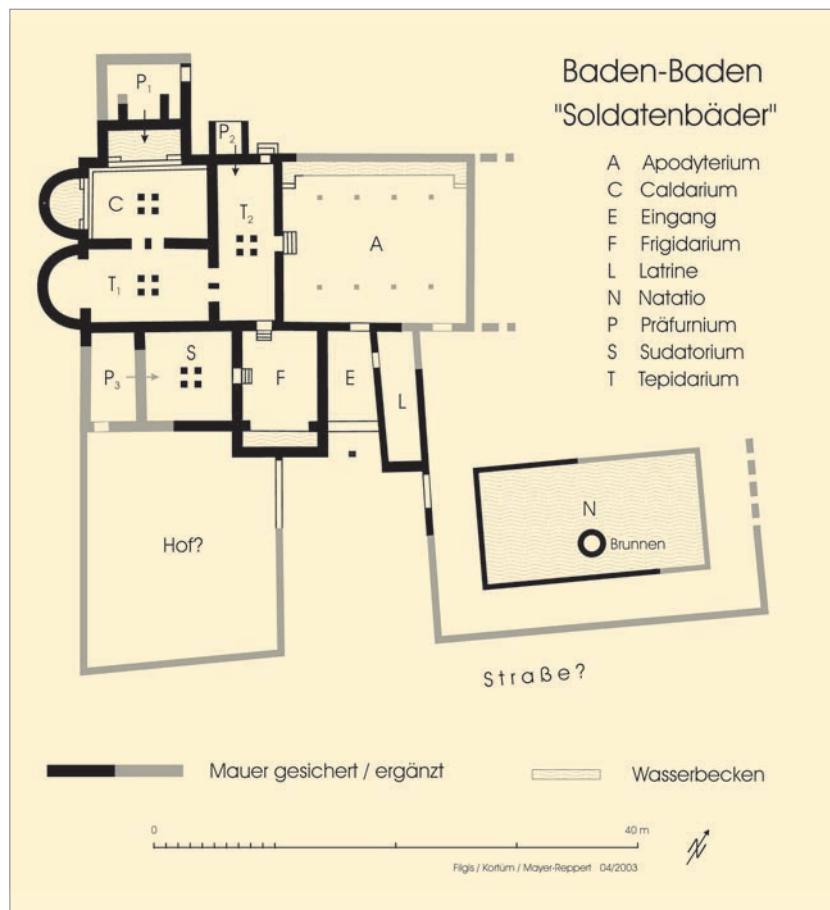 Baden-Baden
"Soldatenbäder"
A Apodyterium
C Caldarium
E Eingang
F Frigidarium
L Latrine
N Natatio
P Präfurnium
S Sudatorium
T Tepidarium
P1
P2
C
T2
A
T1
P3
S
F
E
L
N
Brunnen
Hof?
Straße?
Mauer gesichert / ergänzt
Wasserbecken
0
40 m
N
Filgis / Kortüm / Mayer-Reppert 04/2003